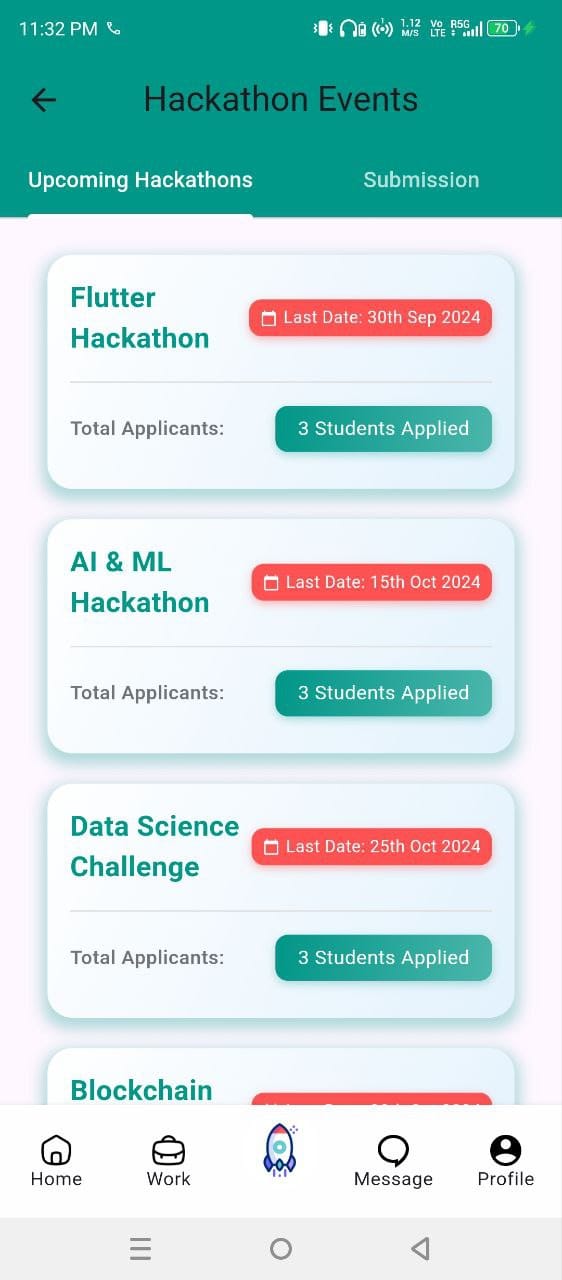 11:32 PM
1.12 M/S Vo LTE R5G 70
Hackathon Events
Upcoming Hackathons Submission
Flutter
Hackathon
Last Date: 30th Sep 2024
Total Applicants: 3 Students Applied
AI & ML
Hackathon
Last Date: 15th Oct 2024
Total Applicants: 3 Students Applied
Data Science
Challenge
Last Date: 25th Oct 2024
Total Applicants: 3 Students Applied
Blockchain
Home Work Message Profile